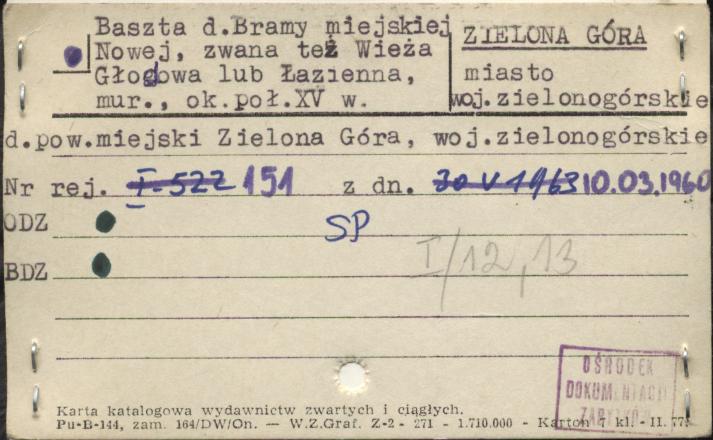 Baszta d.Bramy miejskiej
Nowej, zwana też Wieża
Głogowa lub Łazienna,
mur., ok.poł.XV w.
ZIELONA GÓRA
miasto
woj.zielonogórskie
d.pow.miejski Zielona Góra, woj.zielonogórskie
Nr rej. I-522 151 z dn. 30 V 1963 10.03.1960
ODZ
SP
BDZ
I/12,13
OŚRODEK
DOKUMENTACJI
ZABYTKÓW
Karta katalogowa wydawnictw zwartych i ciągłych.
Pu-B-144, zam. 164/DW/On. — W.Z.Graf. Z-2 - 271 - 1.710.000 - Karton 7 kl. - II.77.